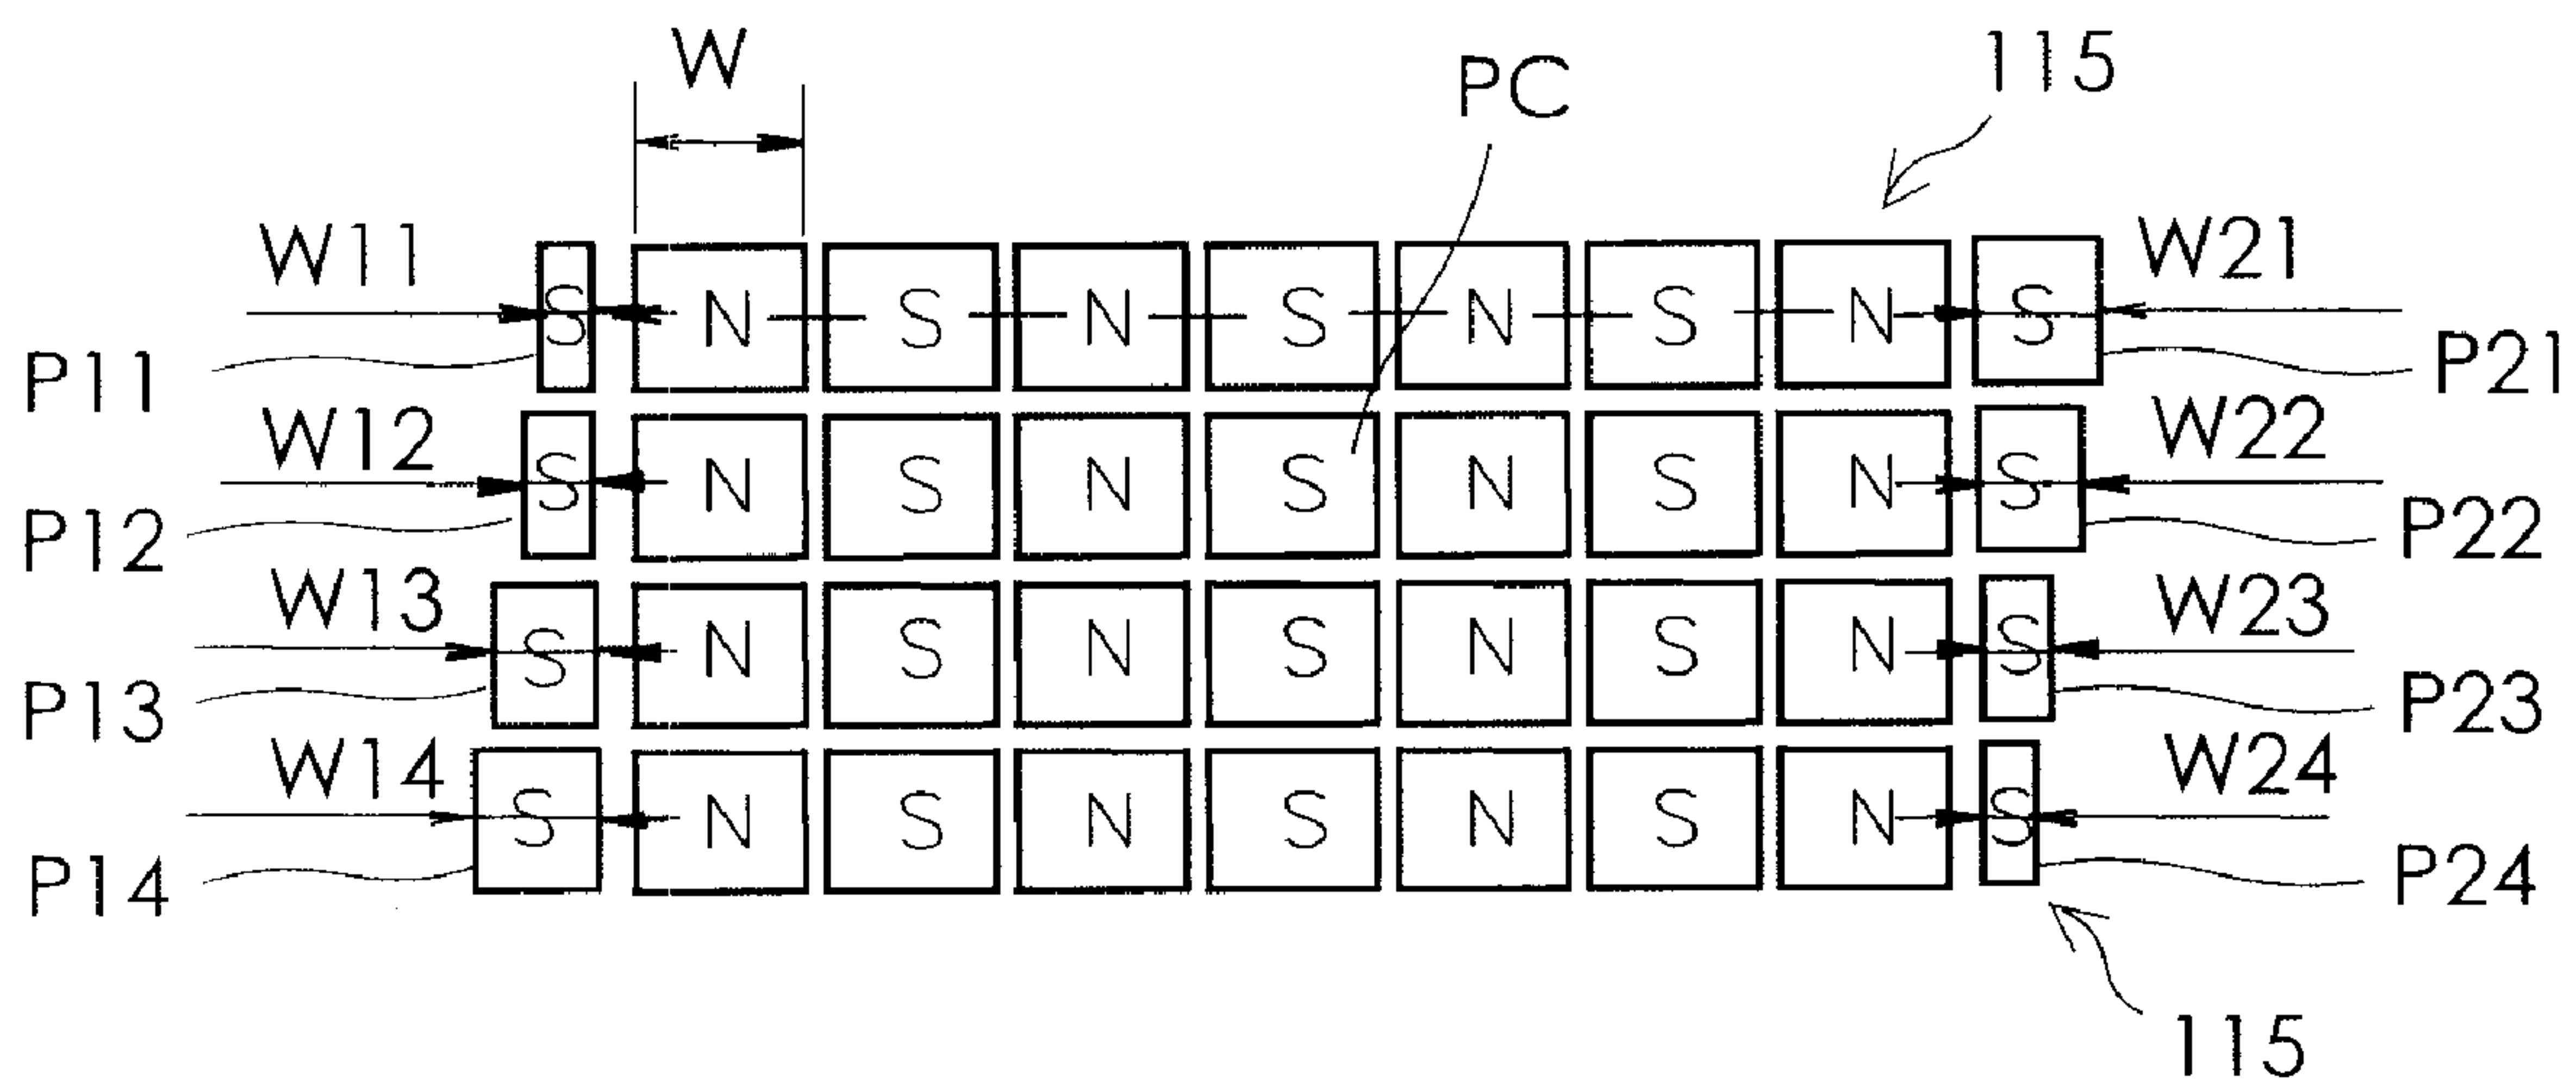 W PC 115
W11 S N S N S N S N S W21
P11 P21
W12 S N S N S N S N S W22
P12 P22
W13 S N S N S N S N S W23
P13 P23
W14 S N S N S N S N S W24
P14 P24
115